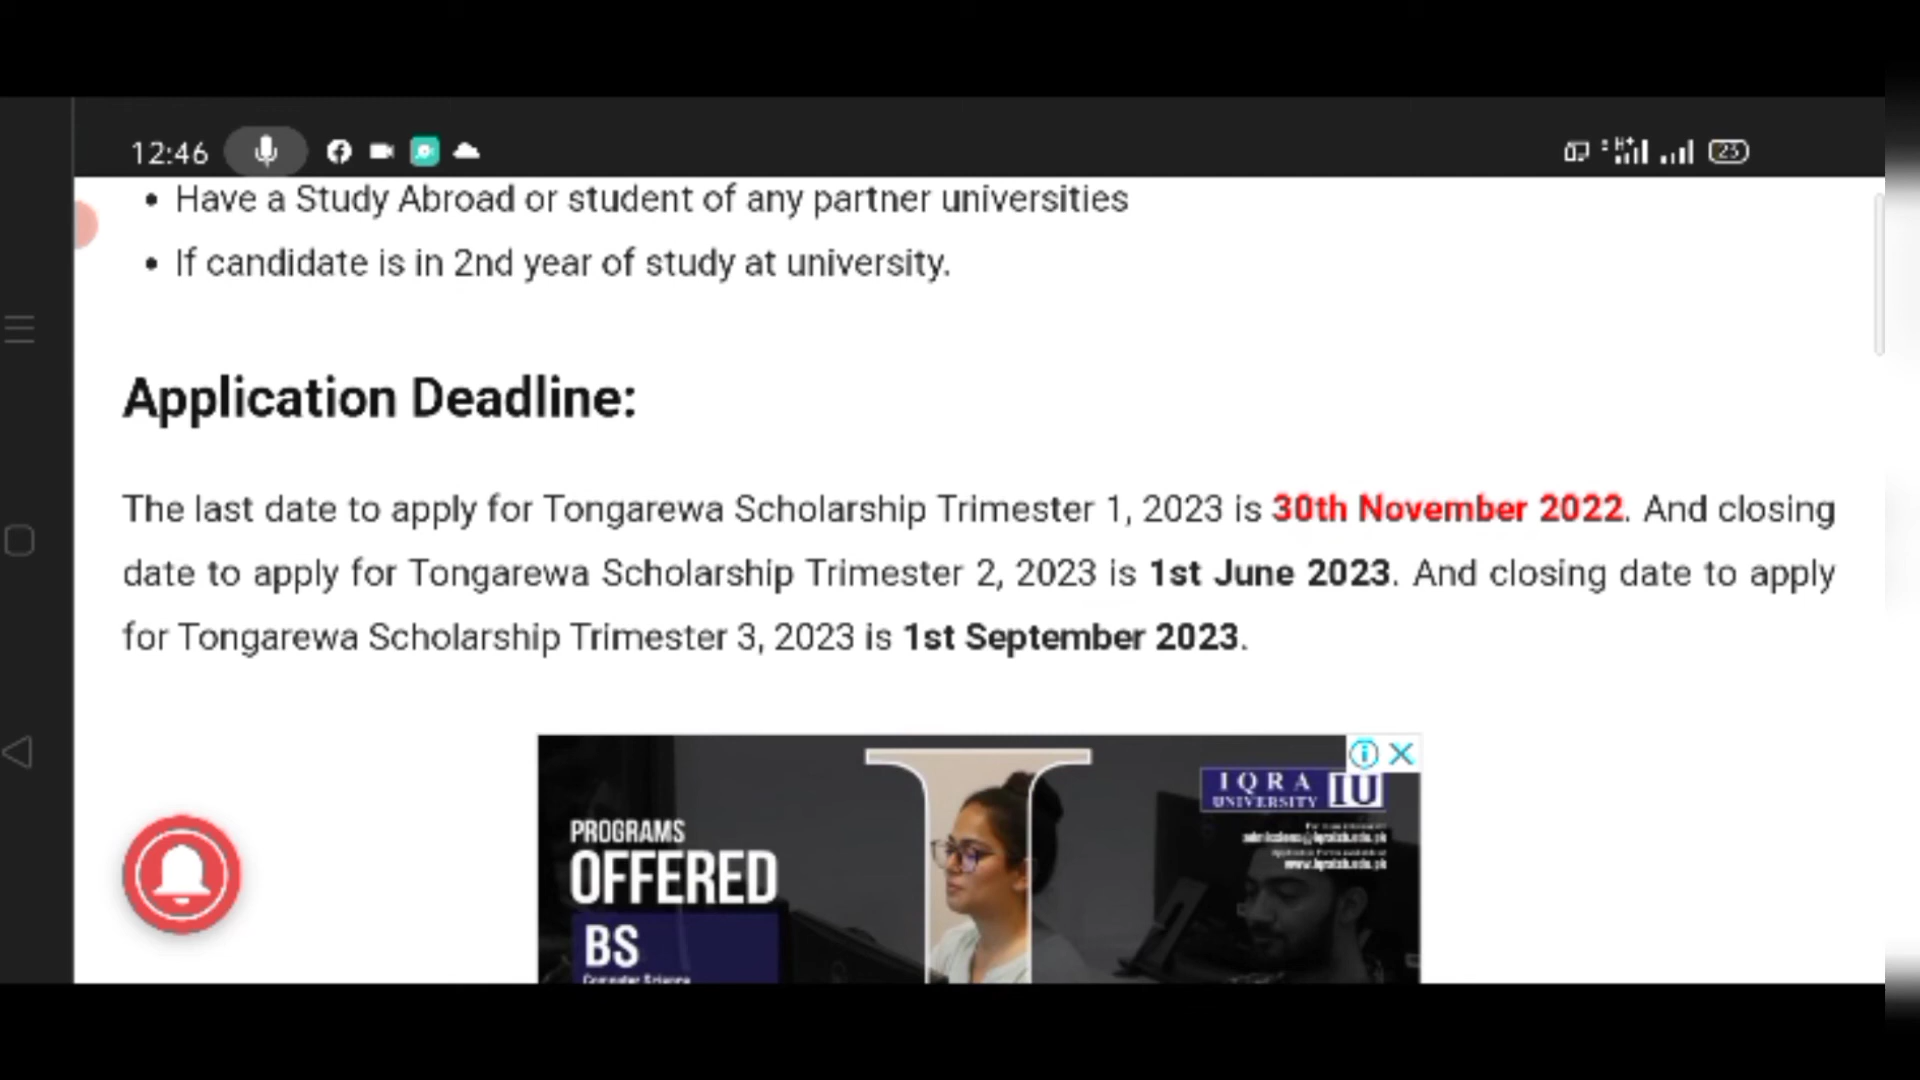 12:46
23
• Have a Study Abroad or student of any partner universities
• If candidate is in 2nd year of study at university.
Application Deadline:
The last date to apply for Tongarewa Scholarship Trimester 1, 2023 is 30th November 2022. And closing
date to apply for Tongarewa Scholarship Trimester 2, 2023 is 1st June 2023. And closing date to apply
for Tongarewa Scholarship Trimester 3, 2023 is 1st September 2023.
IQRA
UNIVERSITY IU
PROGRAMS
OFFERED
BS
Computer Science